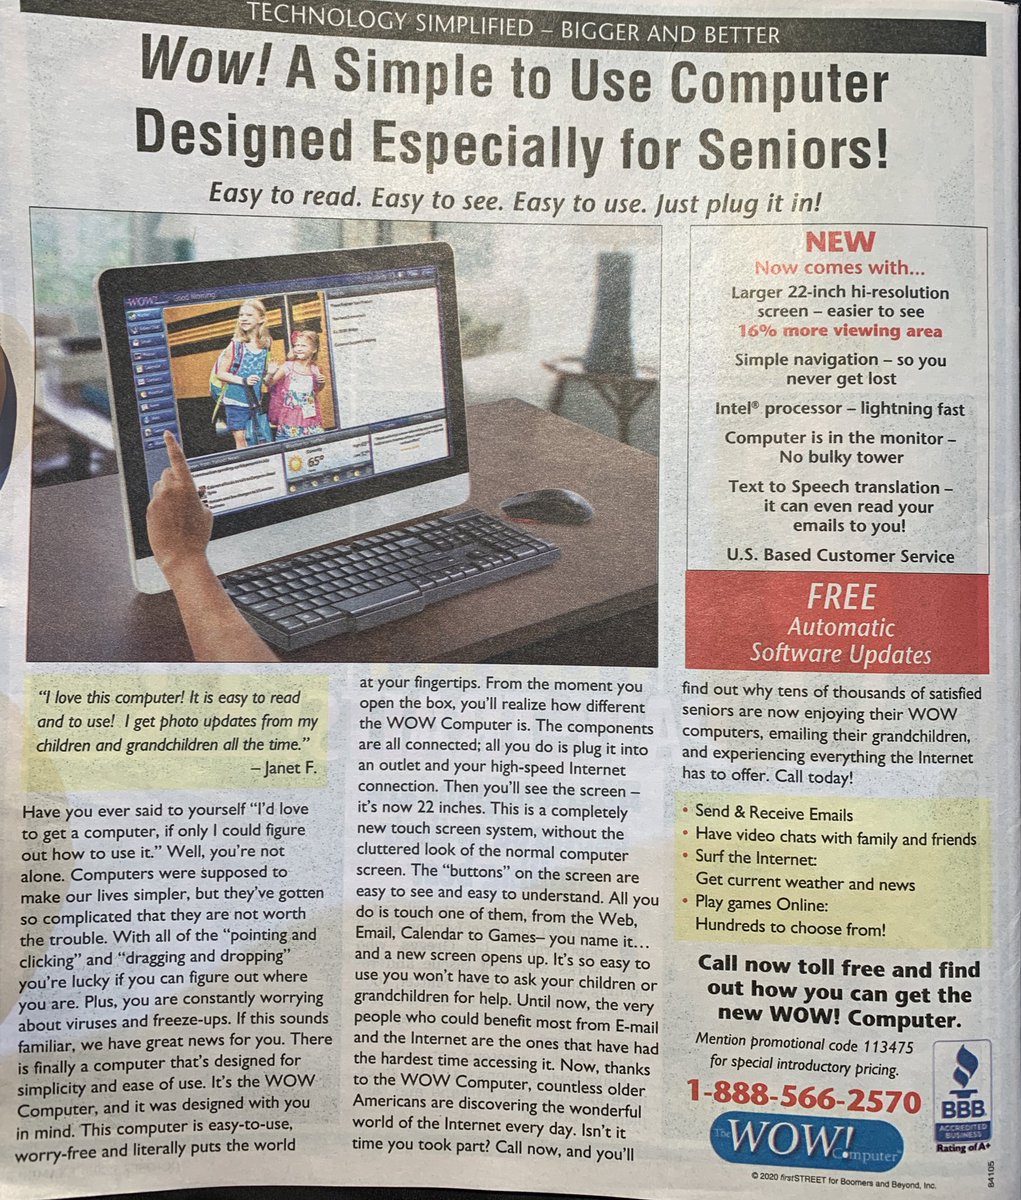 TECHNOLOGY SIMPLIFIED – BIGGER AND BETTER
Wow! A Simple to Use Computer
Designed Especially for Seniors!
Easy to read. Easy to see. Easy to use. Just plug it in!
WOW!
Good Morning
65°
NEW
Now comes with...
Larger 22-inch hi-resolution
screen – easier to see
16% more viewing area
Simple navigation – so you
never get lost
Intel® processor – lightning fast
Computer is in the monitor –
No bulky tower
Text to Speech translation –
it can even read your
emails to you!
U.S. Based Customer Service
FREE
Automatic
Software Updates
“I love this computer! It is easy to read
and to use! I get photo updates from my
children and grandchildren all the time.”
– Janet F.
Have you ever said to yourself “I’d love
to get a computer, if only I could figure
out how to use it.” Well, you’re not
alone. Computers were supposed to
make our lives simpler, but they’ve gotten
so complicated that they are not worth
the trouble. With all of the “pointing and
clicking” and “dragging and dropping”
you’re lucky if you can figure out where
you are. Plus, you are constantly worrying
about viruses and freeze-ups. If this sounds
familiar, we have great news for you. There
is finally a computer that’s designed for
simplicity and ease of use. It’s the WOW
Computer, and it was designed with you
in mind. This computer is easy-to-use,
worry-free and literally puts the world
at your fingertips. From the moment you
open the box, you’ll realize how different
the WOW Computer is. The components
are all connected; all you do is plug it into
an outlet and your high-speed Internet
connection. Then you’ll see the screen –
it’s now 22 inches. This is a completely
new touch screen system, without the
cluttered look of the normal computer
screen. The “buttons” on the screen are
easy to see and easy to understand. All you
do is touch one of them, from the Web,
Email, Calendar to Games– you name it…
and a new screen opens up. It’s so easy to
use you won’t have to ask your children or
grandchildren for help. Until now, the very
people who could benefit most from E-mail
and the Internet are the ones that have had
the hardest time accessing it. Now, thanks
to the WOW Computer, countless older
Americans are discovering the wonderful
world of the Internet every day. Isn’t it
time you took part? Call now, and you’ll
find out why tens of thousands of satisfied
seniors are now enjoying their WOW
computers, emailing their grandchildren,
and experiencing everything the Internet
has to offer. Call today!
• Send & Receive Emails
• Have video chats with family and friends
• Surf the Internet:
Get current weather and news
• Play games Online:
Hundreds to choose from!
Call now toll free and find
out how you can get the
new WOW! Computer.
Mention promotional code 113475
for special introductory pricing.
1-888-566-2570
The WOW! Computer
BBB
ACCREDITED
BUSINESS
Rating of A+
© 2020 firstSTREET for Boomers and Beyond, Inc.
84105